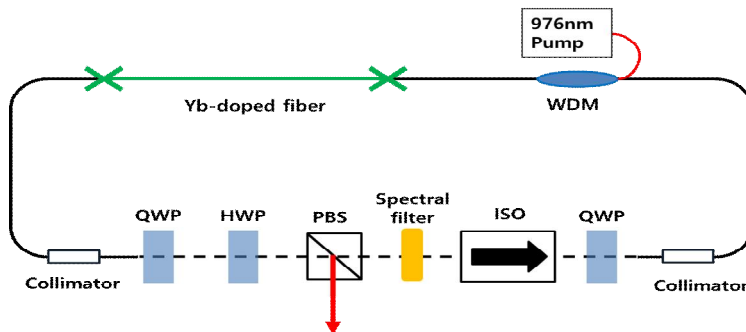 976nm
Pump
Yb-doped fiber
WDM
QWP
HWP
PBS
Spectral
filter
ISO
QWP
Collimator
Collimator